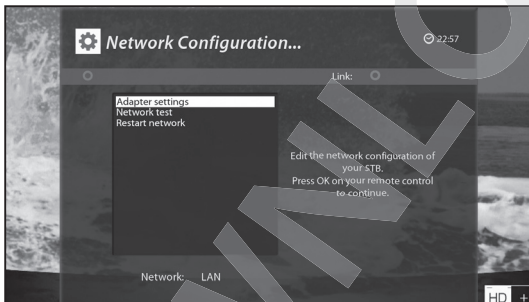 Network Configuration...
22:57
Link:
Adapter settings
Network test
Restart network
Edit the network configuration of
your STB.
Press OK on your remote control
to continue.
Network: LAN
HD +